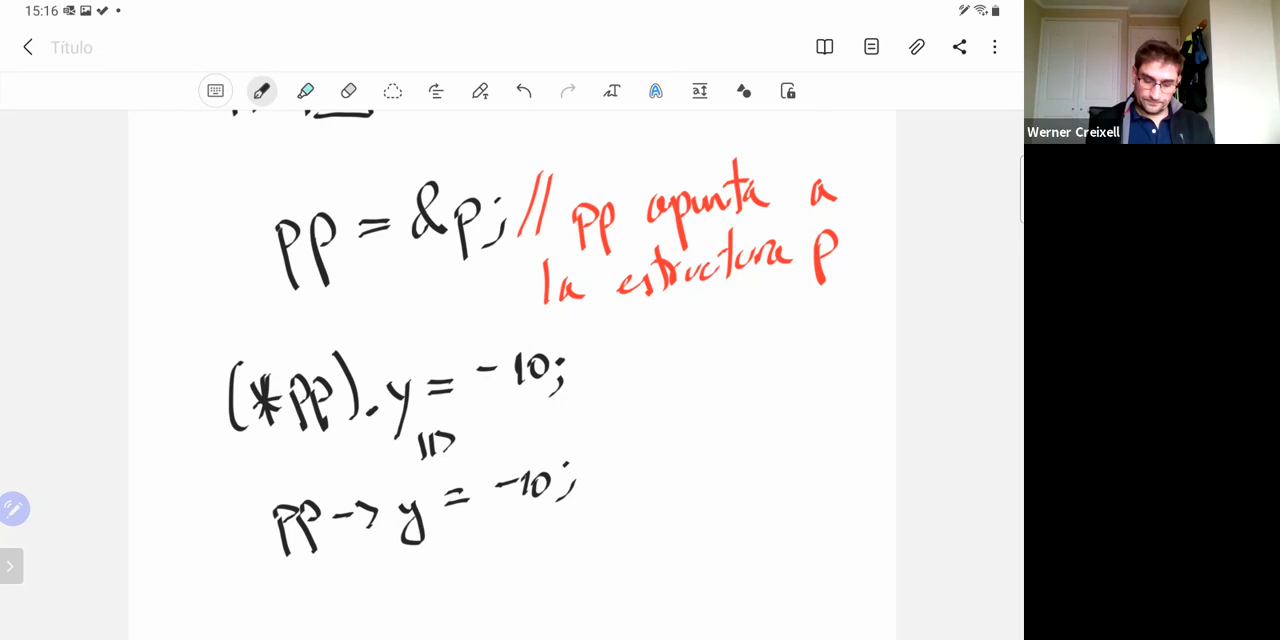 15:16
Título
Werner Creixell
pp = &p; // pp apunta a
la estructura p
(*pp).y = -10;
pp -> y = -10;